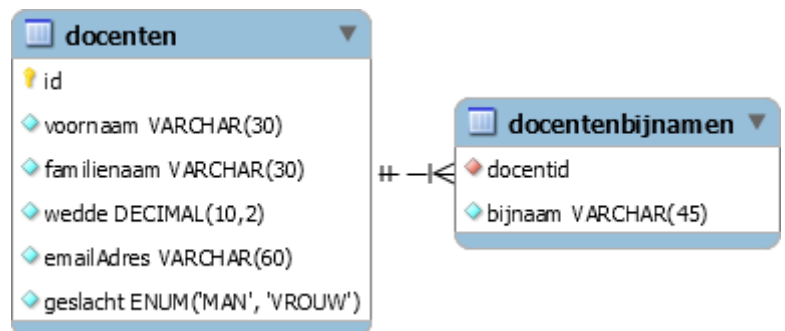 docenten
id
voornaam VARCHAR(30)
familienaam VARCHAR(30)
wedde DECIMAL(10,2)
emailAdres VARCHAR(60)
geslacht ENUM('MAN', 'VROUW')
docentenbijnamen
docentid
bijnaam VARCHAR(45)